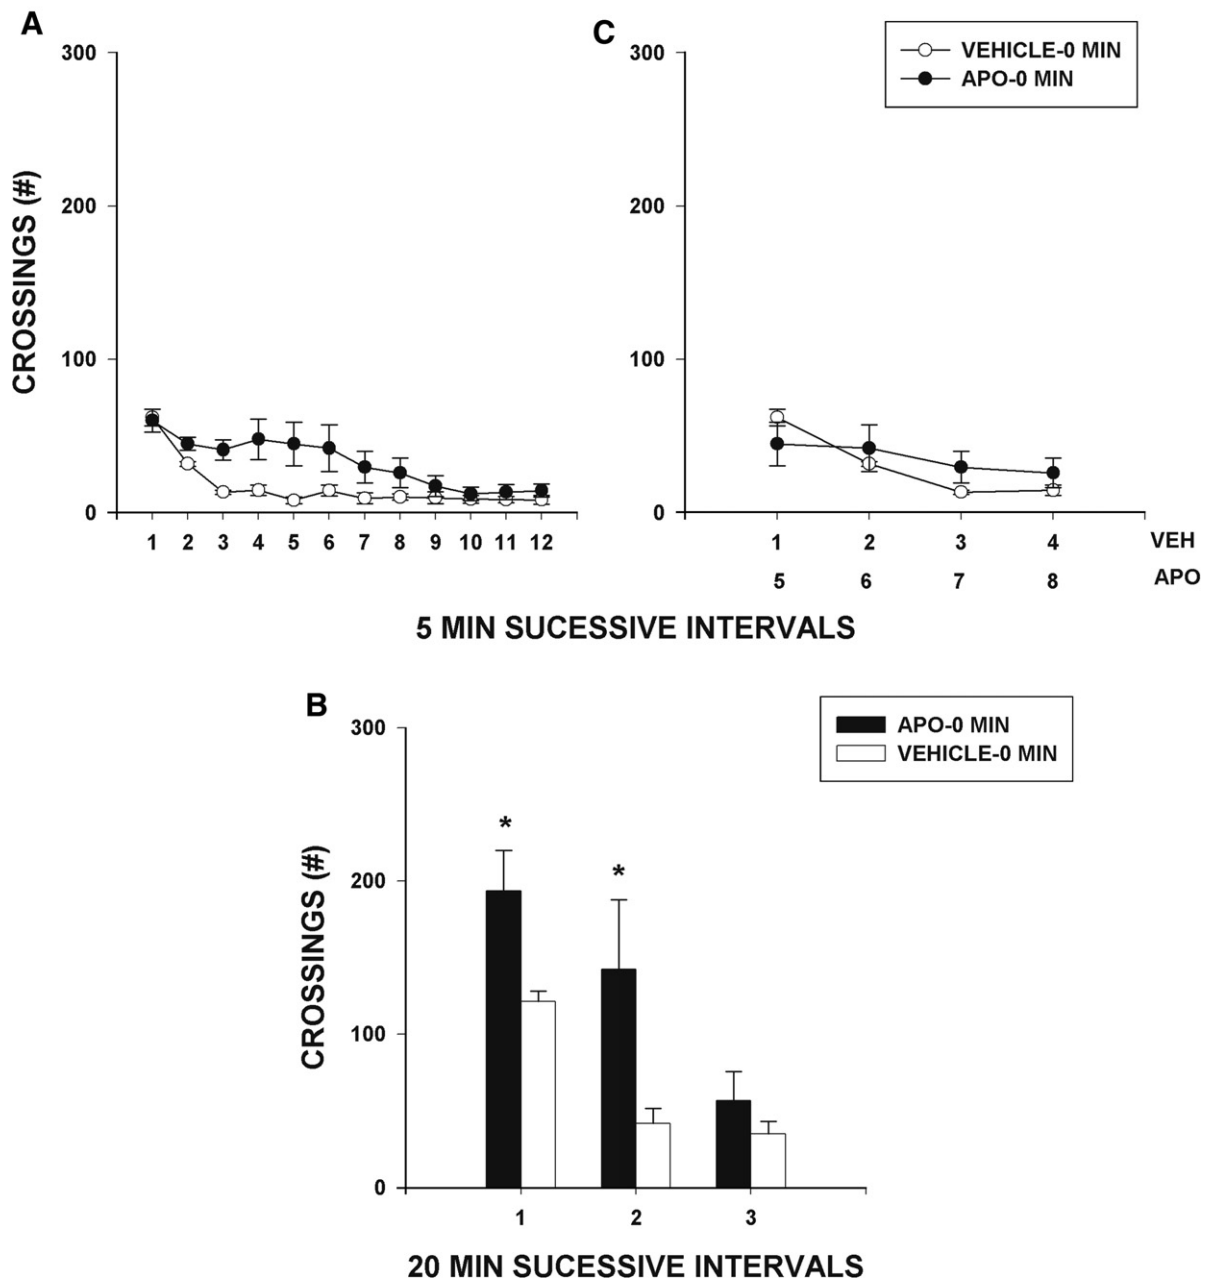 A
C
300
200
100
0
CROSSINGS (#)
1 2 3 4 5 6 7 8 9 10 11 12
300
200
100
0
VEHICLE-0 MIN
APO-0 MIN
1 2 3 4 VEH
5 6 7 8 APO
5 MIN SUCESSIVE INTERVALS
B
300
200
100
0
CROSSINGS (#)
APO-0 MIN
VEHICLE-0 MIN
*
*
1 2 3
20 MIN SUCESSIVE INTERVALS